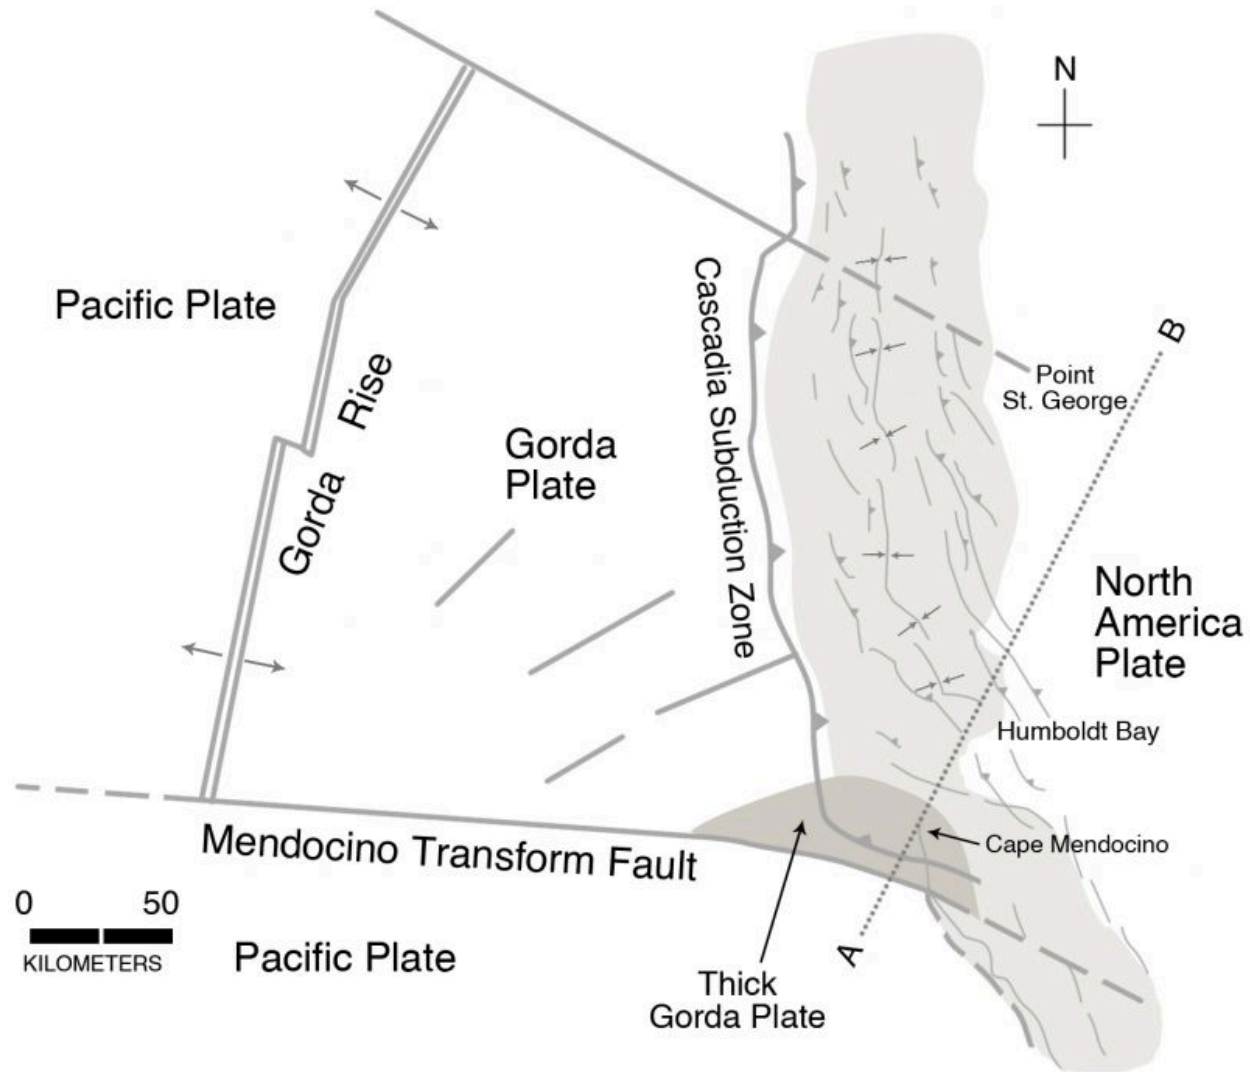 N
Pacific Plate
Gorda Rise
Gorda
Plate
Cascadia Subduction Zone
Point
St. George
B
North
America
Plate
Humboldt Bay
Cape Mendocino
Mendocino Transform Fault
0 50
KILOMETERS
Pacific Plate
A
Thick
Gorda Plate